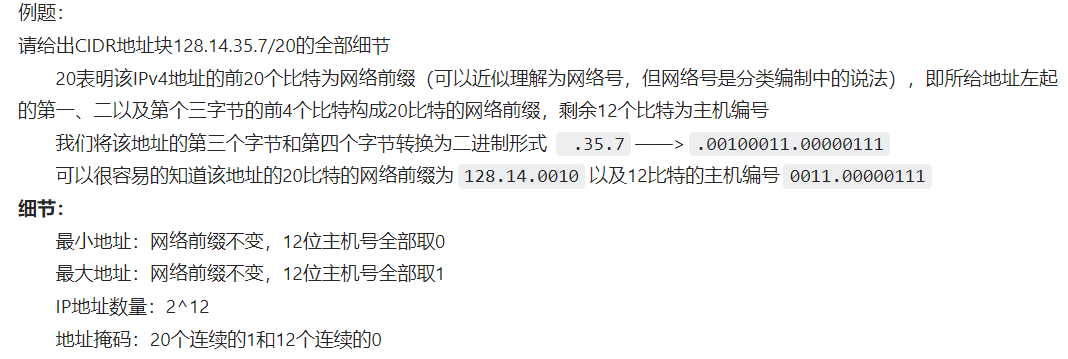 例题：
请给出CIDR地址块128.14.35.7/20的全部细节
20表明该IPv4地址的前20个比特为网络前缀（可以近似理解为网络号，但网络号是分类编制中的说法），即所给地址左起
的第一、二以及第个三字节的前4个比特构成20比特的网络前缀，剩余12个比特为主机编号
我们将该地址的第三个字节和第四个字节转换为二进制形式 .35.7 ——> .00100011.00000111
可以很容易的知道该地址的20比特的网络前缀为 128.14.0010 以及12比特的主机编号 0011.00000111
细节：
最小地址：网络前缀不变，12位主机号全部取0
最大地址：网络前缀不变，12位主机号全部取1
IP地址数量：2^12
地址掩码：20个连续的1和12个连续的0